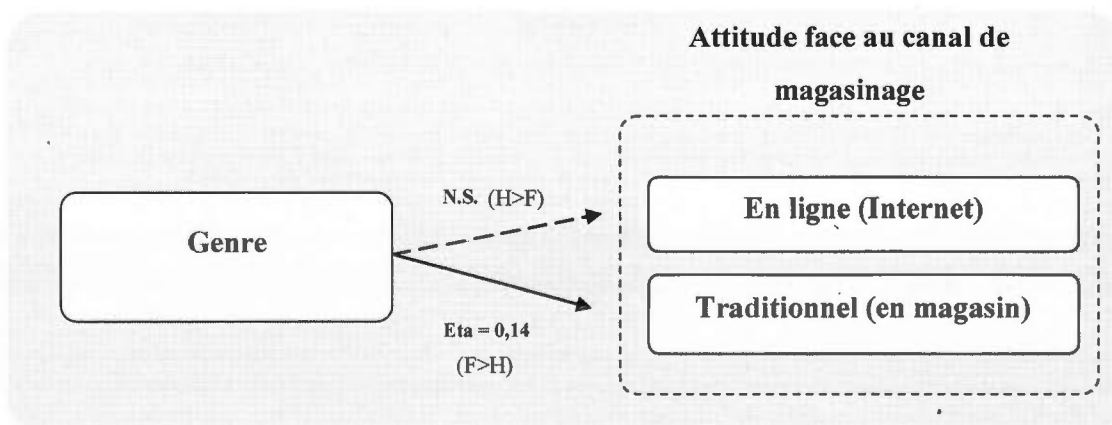 Attitude face au canal de
magasinage
N.S. (H>F)
En ligne (Internet)
Genre
Traditionnel (en magasin)
Eta = 0,14
(F>H)